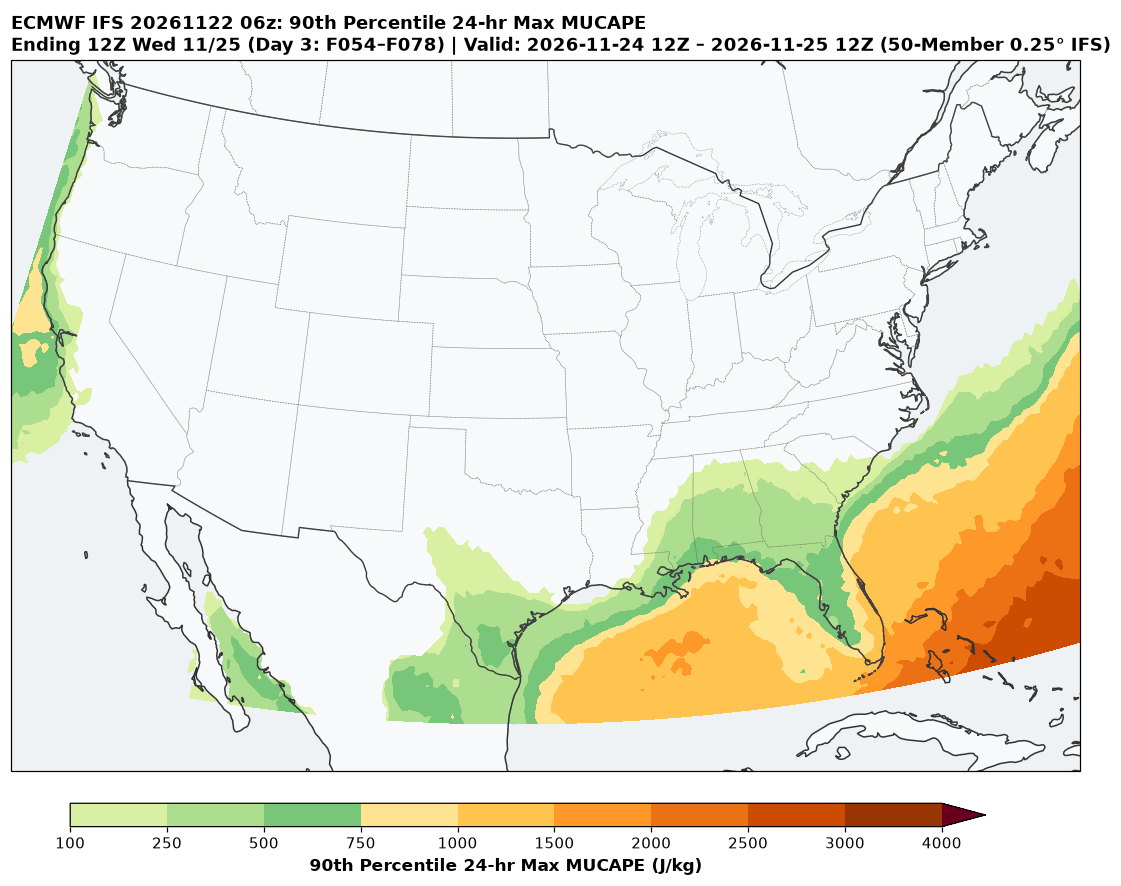 ECMWF IFS 20261122 06z: 90th Percentile 24-hr Max MUCAPE
Ending 12Z Wed 11/25 (Day 3: F054–F078) | Valid: 2026-11-24 12Z – 2026-11-25 12Z (50-Member 0.25° IFS)
100 250 500 750 1000 1500 2000 2500 3000 4000
90th Percentile 24-hr Max MUCAPE (J/kg)